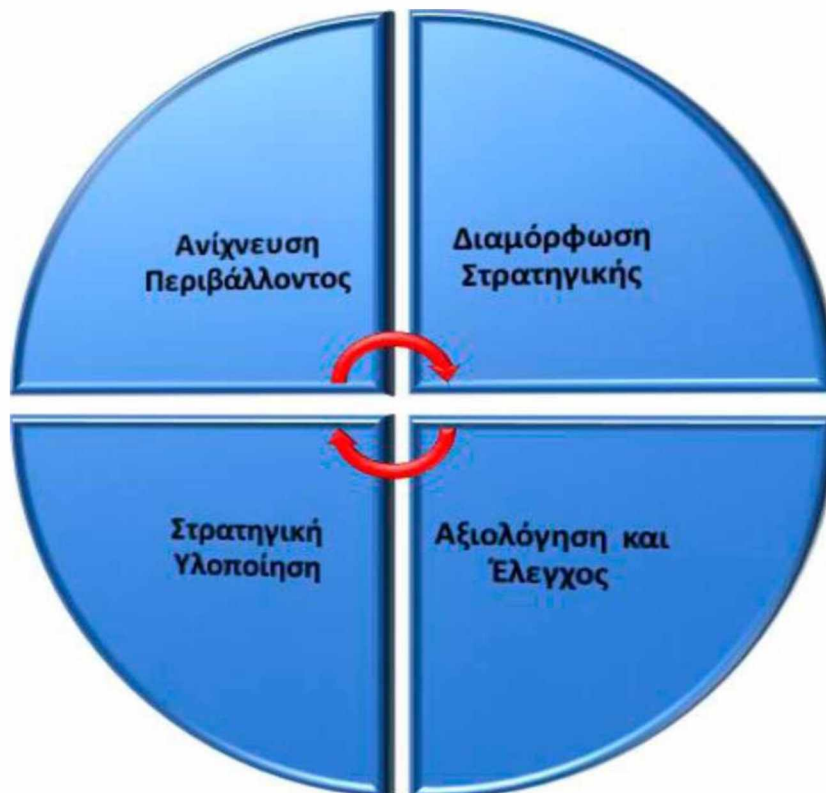 Ανίχνευση
Περιβάλλοντος
Διαμόρφωση
Στρατηγικής
Στρατηγική
Υλοποίηση
Αξιολόγηση και
Έλεγχος